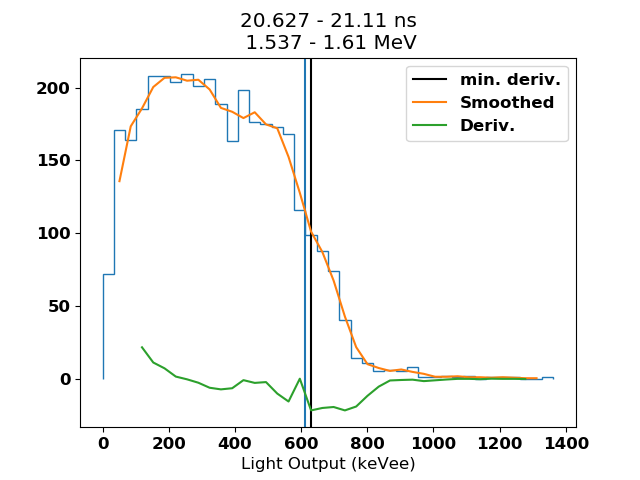 20.627 - 21.11 ns
1.537 - 1.61 MeV
min. deriv.
Smoothed
Deriv.
200
150
100
50
0
0 200 400 600 800 1000 1200 1400
Light Output (keVee)